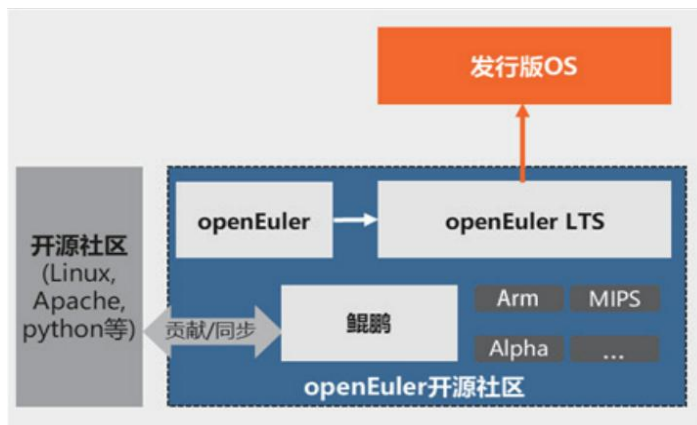 发行版OS
openEuler
openEuler LTS
开源社区
(Linux,
Apache,
python等)
贡献/同步
鲲鹏
Arm
MIPS
Alpha
...
openEuler开源社区